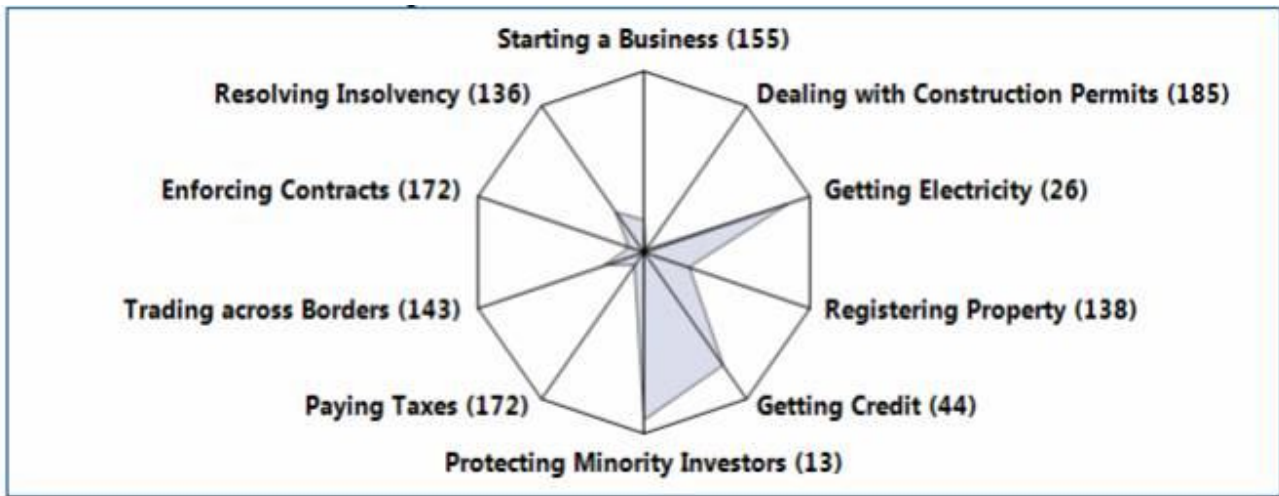 Starting a Business (155)
Resolving Insolvency (136)
Dealing with Construction Permits (185)
Enforcing Contracts (172)
Getting Electricity (26)
Trading across Borders (143)
Registering Property (138)
Paying Taxes (172)
Getting Credit (44)
Protecting Minority Investors (13)